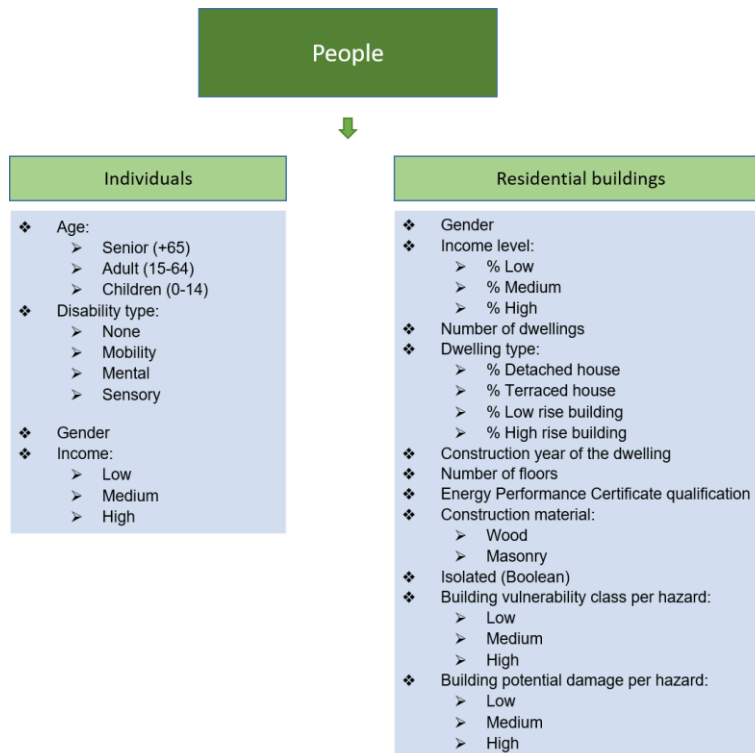 People
Individuals
❖ Age:
➢ Senior (+65)
➢ Adult (15-64)
➢ Children (0-14)
❖ Disability type:
➢ None
➢ Mobility
➢ Mental
➢ Sensory
❖ Gender
❖ Income:
➢ Low
➢ Medium
➢ High
Residential buildings
❖ Gender
❖ Income level:
➢ % Low
➢ % Medium
➢ % High
❖ Number of dwellings
❖ Dwelling type:
➢ % Detached house
➢ % Terraced house
➢ % Low rise building
➢ % High rise building
❖ Construction year of the dwelling
❖ Number of floors
❖ Energy Performance Certificate qualification
❖ Construction material:
➢ Wood
➢ Masonry
❖ Isolated (Boolean)
❖ Building vulnerability class per hazard:
➢ Low
➢ Medium
➢ High
❖ Building potential damage per hazard:
➢ Low
➢ Medium
➢ High